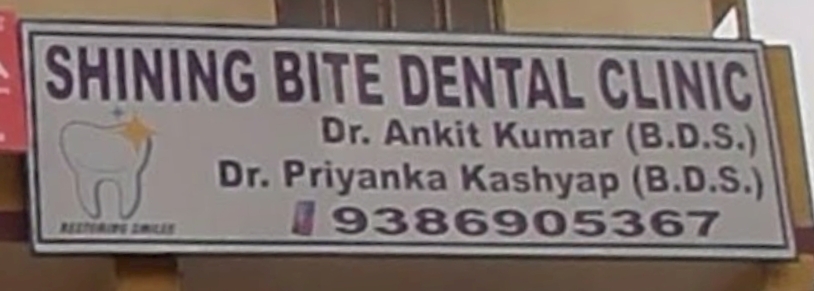 SHINING BITE DENTAL CLINIC
Dr. Ankit Kumar (B.D.S.)
Dr. Priyanka Kashyap (B.D.S.)
9386905367
RESTORING SMILES